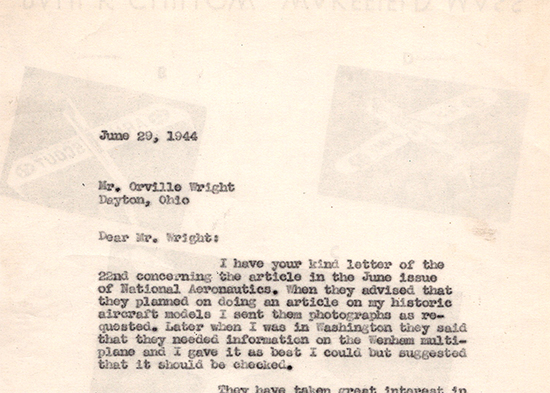 June 29, 1944
Mr. Orville Wright
Dayton, Ohio
Dear Mr. Wright:
I have your kind letter of the
22nd concerning the article in the June issue
of National Aeronautics. When they advised that
they planned on doing an article on my historic
aircraft models I sent them photographs as re-
quested. Later when I was in Washington they said
that they needed information on the Wenham multi-
plane and I gave it as best I could but suggested
that it should be checked.
They have taken great interest in